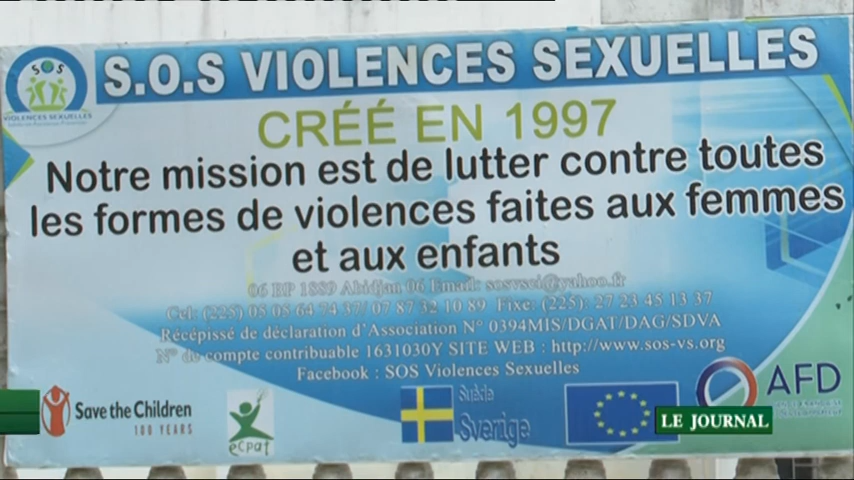 S.O.S VIOLENCES SEXUELLES
SOS
VIOLENCES SEXUELLES
CRÉÉ EN 1997
Notre mission est de lutter contre toutes
les formes de violences faites aux femmes
et aux enfants
06 BP 1889 Abidjan 06 Email: sosvsci@yahoo.fr
Cel: (225) 05 05 64 74 37/ 07 87 32 10 89 Fixe: (225): 27 23 45 13 37
Récépissé de déclaration d'Association N° 0394MIS/DGAT/DAG/SDVA
N° de compte contribuable 1631030Y SITE WEB : http://www.sos-vs.org
Facebook : SOS Violences Sexuelles
Save the Children
100 YEARS
ecpat
Suède
Sverige
AFD
LE JOURNAL